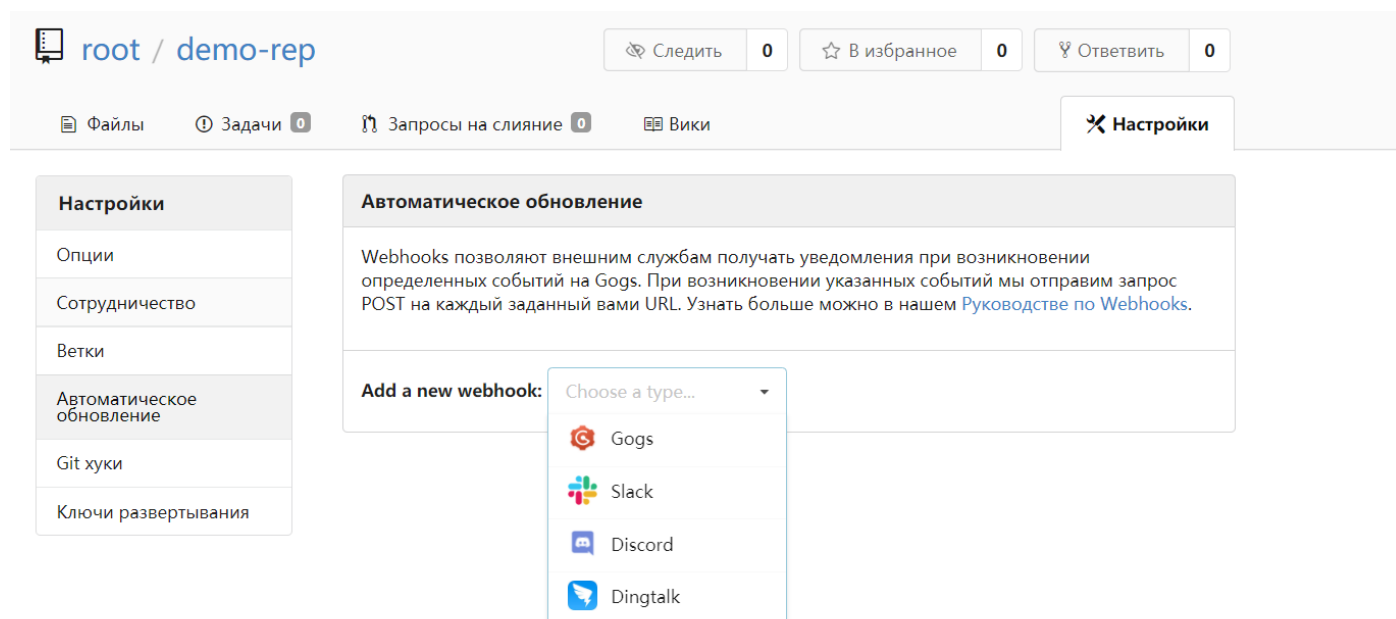 root / demo-rep
Следить 0
В избранное 0
Ответвить 0
Файлы
Задачи 0
Запросы на слияние 0
Вики
Настройки
Настройки
Опции
Сотрудничество
Ветки
Автоматическое
обновление
Git хуки
Ключи развертывания
Автоматическое обновление
Webhooks позволяют внешним службам получать уведомления при возникновении
определенных событий на Gogs. При возникновении указанных событий мы отправим запрос
POST на каждый заданный вами URL. Узнать больше можно в нашем Руководстве по Webhooks.
Add a new webhook: Choose a type...
Gogs
Slack
Discord
Dingtalk